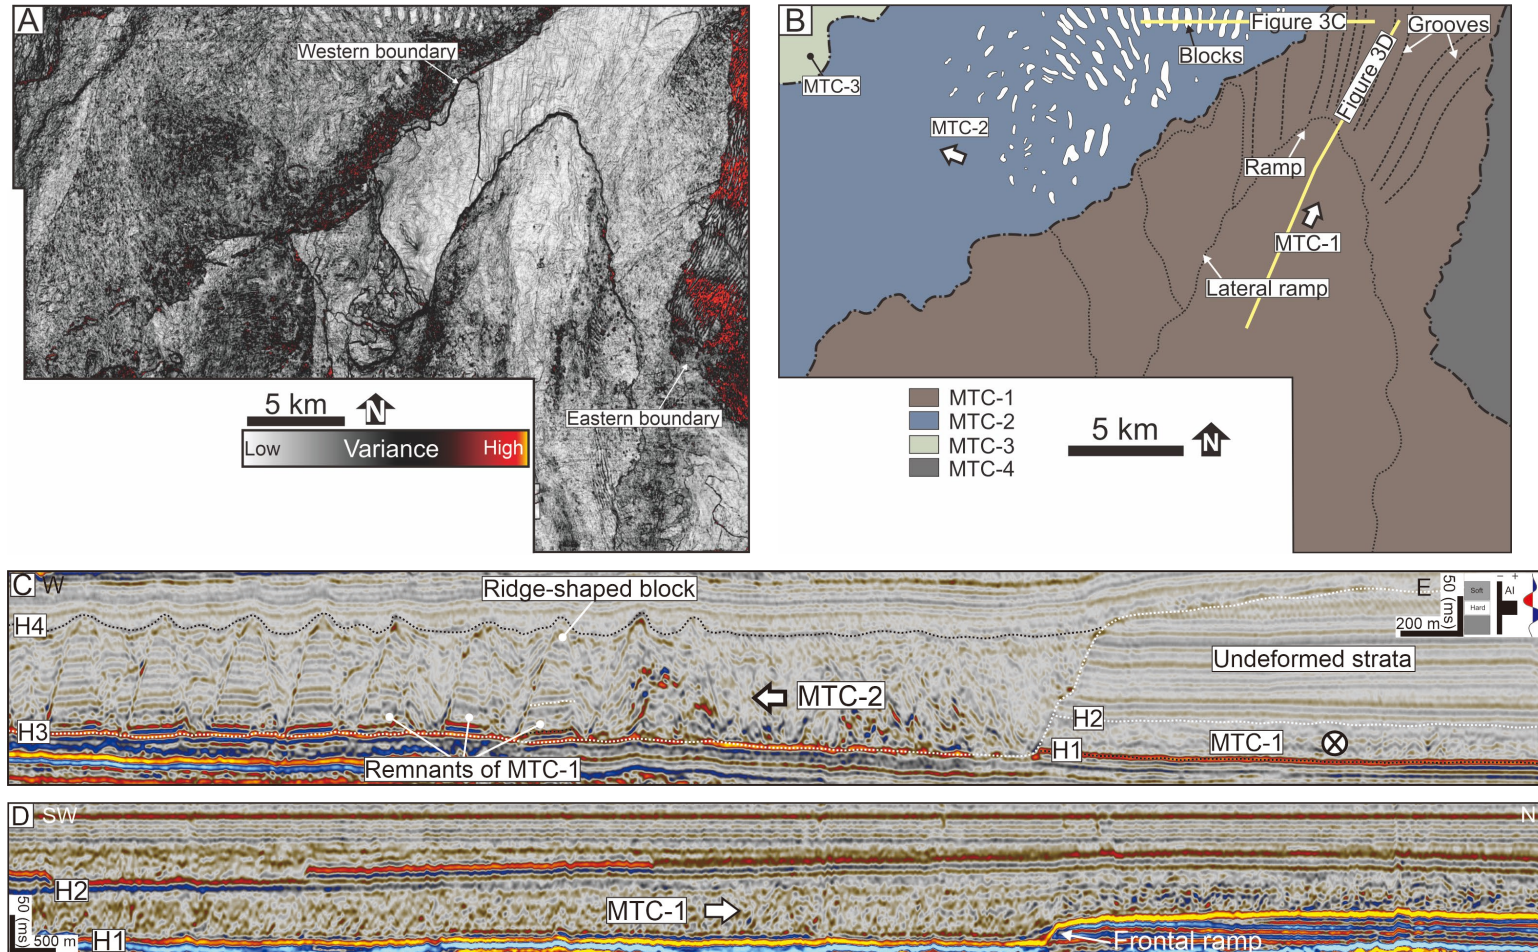 A
Western boundary
Eastern boundary
5 km
N
Low Variance High
B
Figure 3C
Grooves
Blocks
MTC-3
Figure 3D
MTC-2
Ramp
MTC-1
Lateral ramp
MTC-1
MTC-2
MTC-3
MTC-4
5 km
N
C W
Ridge-shaped block
E
50 (ms)
200 m
Soft
Hard
- +
AI
H4
Undeformed strata
MTC-2
H3
H2
H1
MTC-1
Remnants of MTC-1
D SW
N
H2
50 (ms)
MTC-1
500 m
H1
Frontal ramp